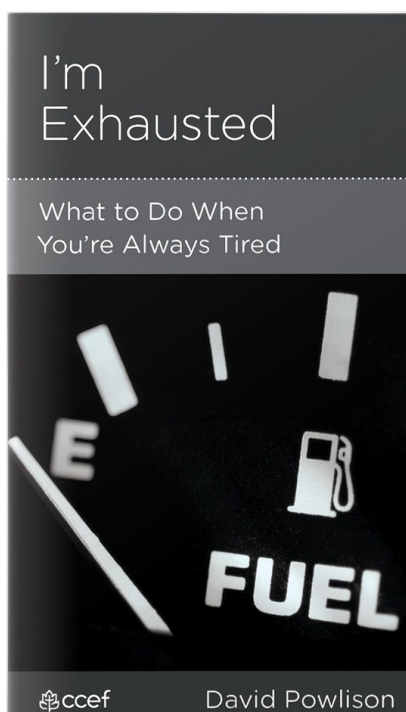 I'm
Exhausted
What to Do When
You're Always Tired
E
FUEL
ccef
David Powlison